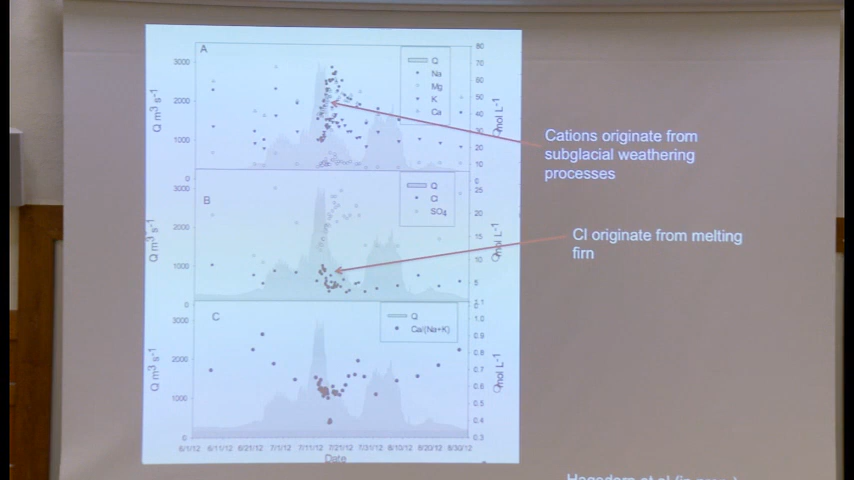 A
3000
2000
1000
0
Q m³ s⁻¹
Q
Na
Mg
K
Ca
80
70
60
50
40
30
20
10
0
mol L⁻¹
Cations originate from
subglacial weathering
processes
B
3000
2000
1000
0
Q m³ s⁻¹
Q
Cl
SO₄
25
20
15
10
5
mol L⁻¹
Cl originate from melting
firn
C
3000
2000
1000
0
Q m³ s⁻¹
Q
Ca/(Na+K)
1.1
1.0
0.9
0.8
0.7
0.6
0.5
0.4
0.3
mol L⁻¹
6/1/12 6/11/12 6/21/12 7/1/12 7/11/12 7/21/12 7/31/12 8/10/12 8/20/12 8/30/12
Date